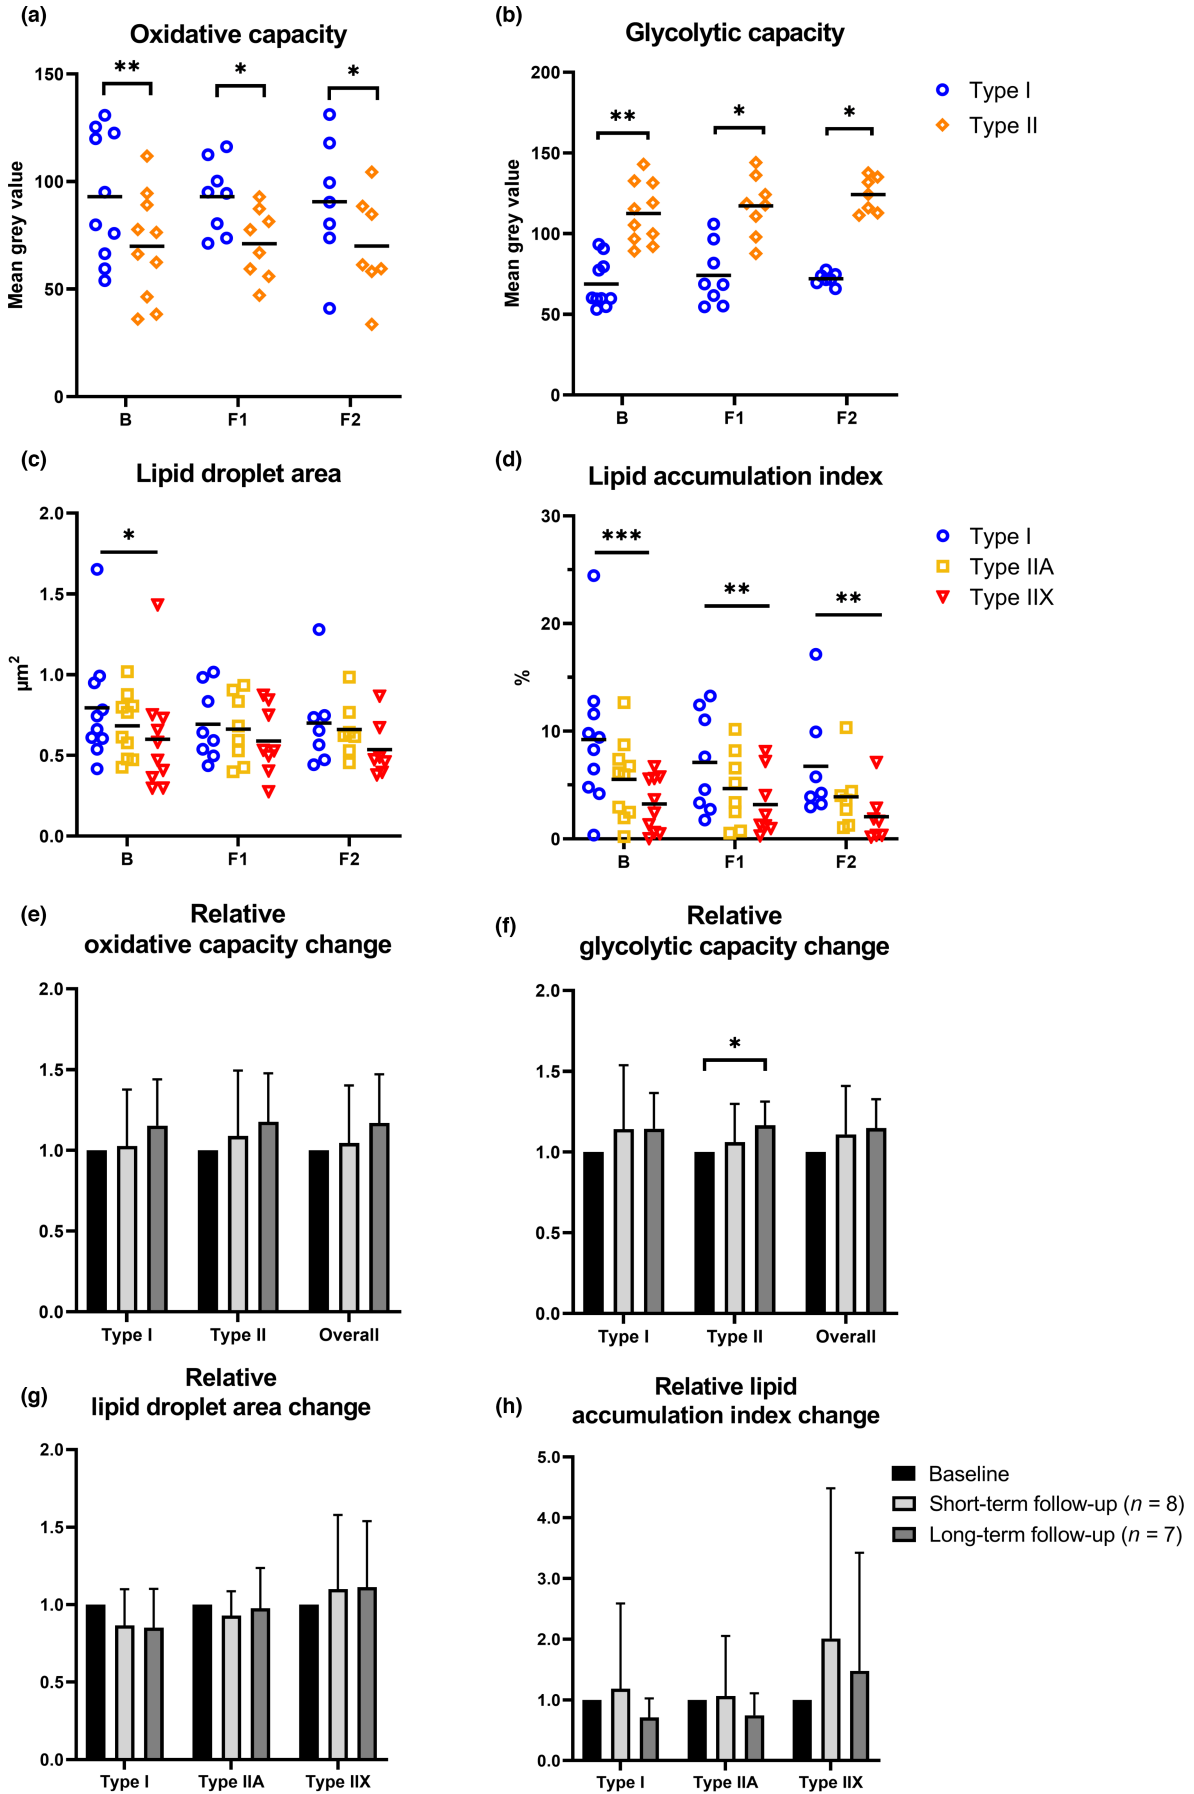 (a)
Oxidative capacity
**
*
*
150
100
50
0
Mean grey value
B
F1
F2
(b)
Glycolytic capacity
**
*
*
200
150
100
50
0
Mean grey value
B
F1
F2
Type I
Type II
(c)
Lipid droplet area
*
2.0
1.5
1.0
0.5
0.0
µm²
B
F1
F2
(d)
Lipid accumulation index
***
**
**
30
20
10
0
%
B
F1
F2
Type I
Type IIA
Type IIX
(e)
Relative
oxidative capacity change
2.0
1.5
1.0
0.5
0.0
Type I
Type II
Overall
(f)
Relative
glycolytic capacity change
*
2.0
1.5
1.0
0.5
0.0
Type I
Type II
Overall
(g)
Relative
lipid droplet area change
2.0
1.5
1.0
0.5
0.0
Type I
Type IIA
Type IIX
(h)
Relative lipid
accumulation index change
5.0
4.0
3.0
2.0
1.0
0.0
Type I
Type IIA
Type IIX
Baseline
Short-term follow-up (n = 8)
Long-term follow-up (n = 7)